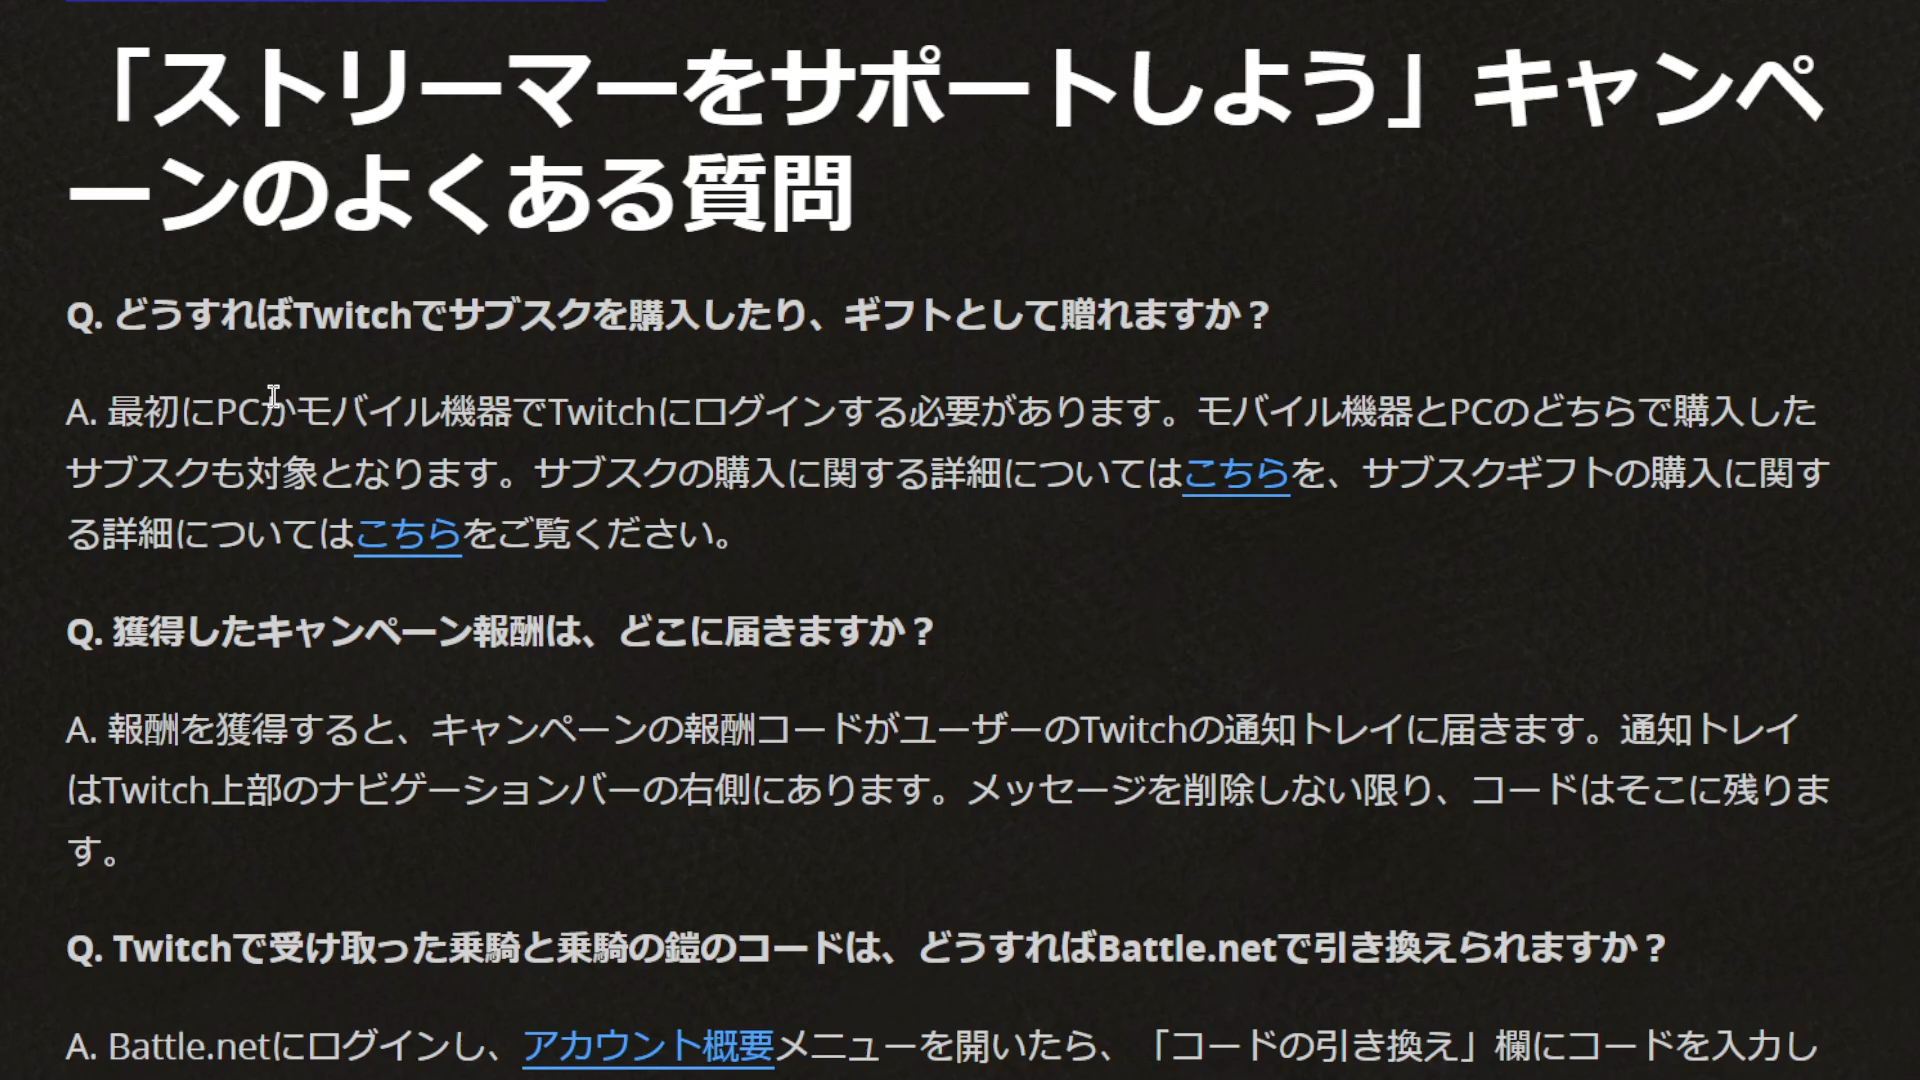 「ストリーマーをサポートしよう」キャンペ
ーンのよくある質問
Q. どうすればTwitchでサブスクを購入したり、ギフトとして贈れますか？
A. 最初にPCかモバイル機器でTwitchにログインする必要があります。モバイル機器とPCのどちらで購入した
サブスクも対象となります。サブスクの購入に関する詳細についてはこちらを、サブスクギフトの購入に関す
る詳細についてはこちらをご覧ください。
Q. 獲得したキャンペーン報酬は、どこに届きますか？
A. 報酬を獲得すると、キャンペーンの報酬コードがユーザーのTwitchの通知トレイに届きます。通知トレイ
はTwitch上部のナビゲーションバーの右側にあります。メッセージを削除しない限り、コードはそこに残りま
す。
Q. Twitchで受け取った乗騎と乗騎の鎧のコードは、どうすればBattle.netで引き換えられますか？
A. Battle.netにログインし、アカウント概要メニューを開いたら、「コードの引き換え」欄にコードを入力し